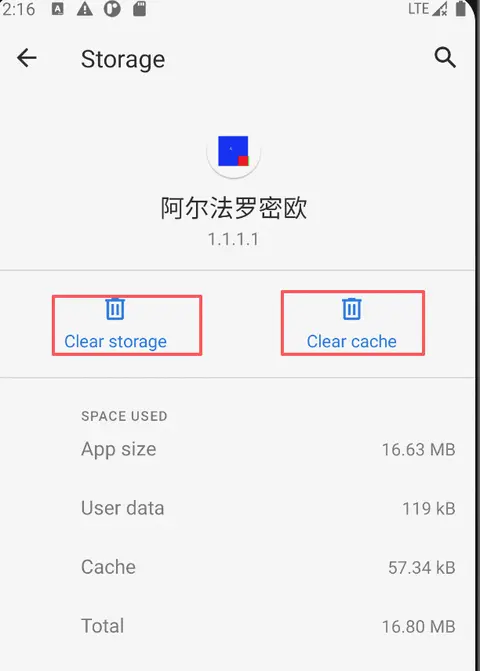 2:16 A LTE
Storage
阿尔法罗密欧
1.1.1.1
Clear storage Clear cache
SPACE USED
App size 16.63 MB
User data 119 kB
Cache 57.34 kB
Total 16.80 MB